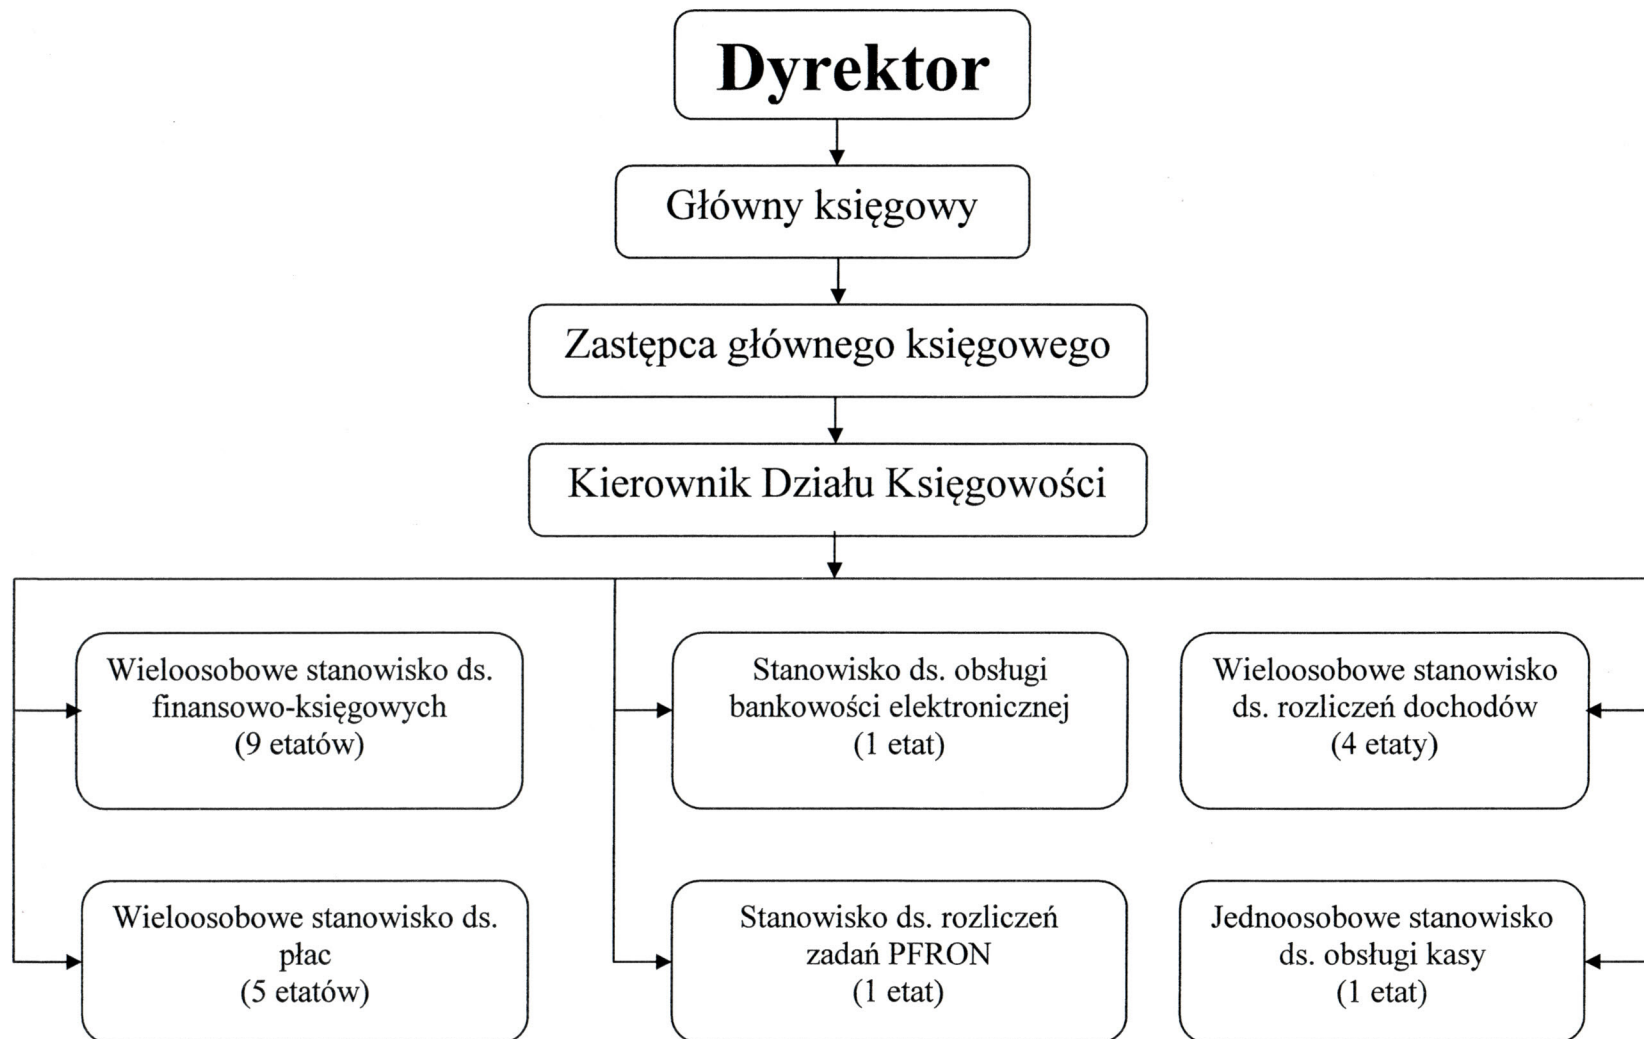 Dyrektor
Główny księgowy
Zastępca głównego księgowego
Kierownik Działu Księgowości
Wieloosobowe stanowisko ds.
finansowo-księgowych
(9 etatów)
Stanowisko ds. obsługi
bankowości elektronicznej
(1 etat)
Wieloosobowe stanowisko
ds. rozliczeń dochodów
(4 etaty)
Wieloosobowe stanowisko ds.
płac
(5 etatów)
Stanowisko ds. rozliczeń
zadań PFRON
(1 etat)
Jednoosobowe stanowisko
ds. obsługi kasy
(1 etat)